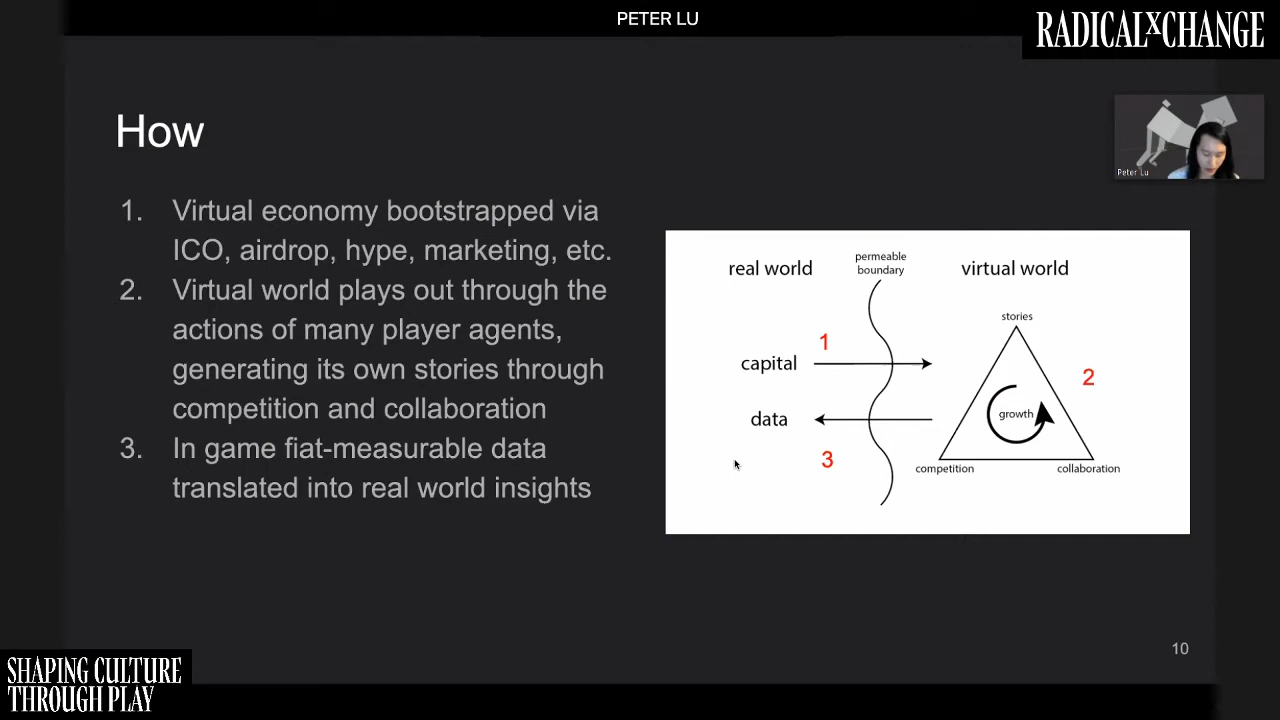 PETER LU
RADICALXCHANGE
Peter Lu
How
1. Virtual economy bootstrapped via
ICO, airdrop, hype, marketing, etc.
2. Virtual world plays out through the
actions of many player agents,
generating its own stories through
competition and collaboration
3. In game fiat-measurable data
translated into real world insights
real world
permeable
boundary
virtual world
stories
1
capital
2
data
growth
3
competition
collaboration
10
SHAPING CULTURE
THROUGH PLAY